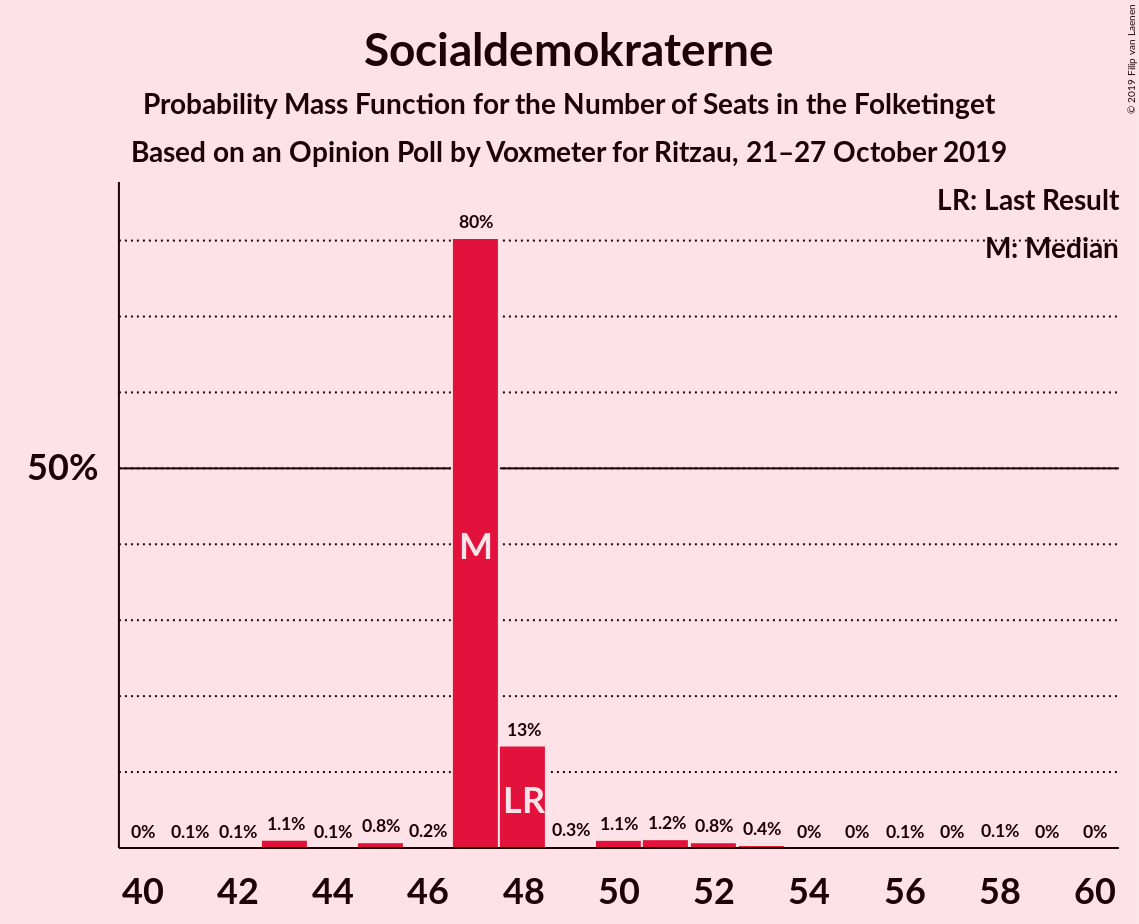 Socialdemokraterne
Probability Mass Function for the Number of Seats in the Folketinget
Based on an Opinion Poll by Voxmeter for Ritzau, 21–27 October 2019
© 2019 Filip van Laenen
LR: Last Result
M: Median
50%
0% 0.1% 0.1% 1.1% 0.1% 0.8% 0.2% 80% 13% 0.3% 1.1% 1.2% 0.8% 0.4% 0% 0% 0.1% 0% 0.1% 0% 0%
M
LR
40 42 44 46 48 50 52 54 56 58 60